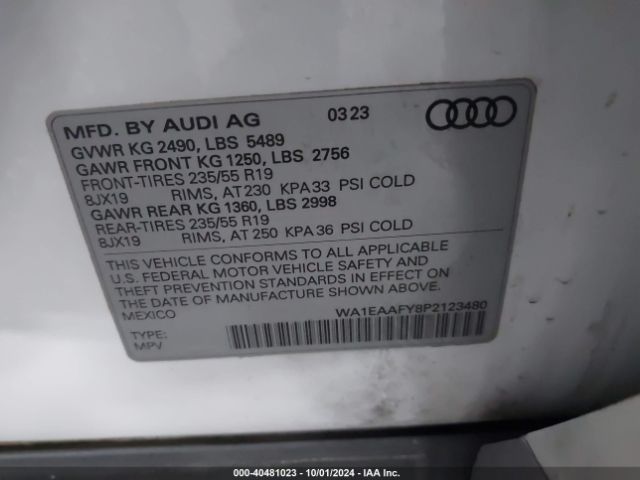 MFD. BY AUDI AG 0323
GVWR KG 2490, LBS 5489
GAWR FRONT KG 1250, LBS 2756
FRONT-TIRES 235/55 R19
8JX19 RIMS, AT 230 KPA 33 PSI COLD
GAWR REAR KG 1360, LBS 2998
REAR-TIRES 235/55 R19
8JX19 RIMS, AT 250 KPA 36 PSI COLD
THIS VEHICLE CONFORMS TO ALL APPLICABLE
U.S. FEDERAL MOTOR VEHICLE SAFETY AND
THEFT PREVENTION STANDARDS IN EFFECT ON
THE DATE OF MANUFACTURE SHOWN ABOVE.
MEXICO WA1EAAFY8P2123480
TYPE:
MPV
000-40481023 - 10/01/2024 - IAA Inc.